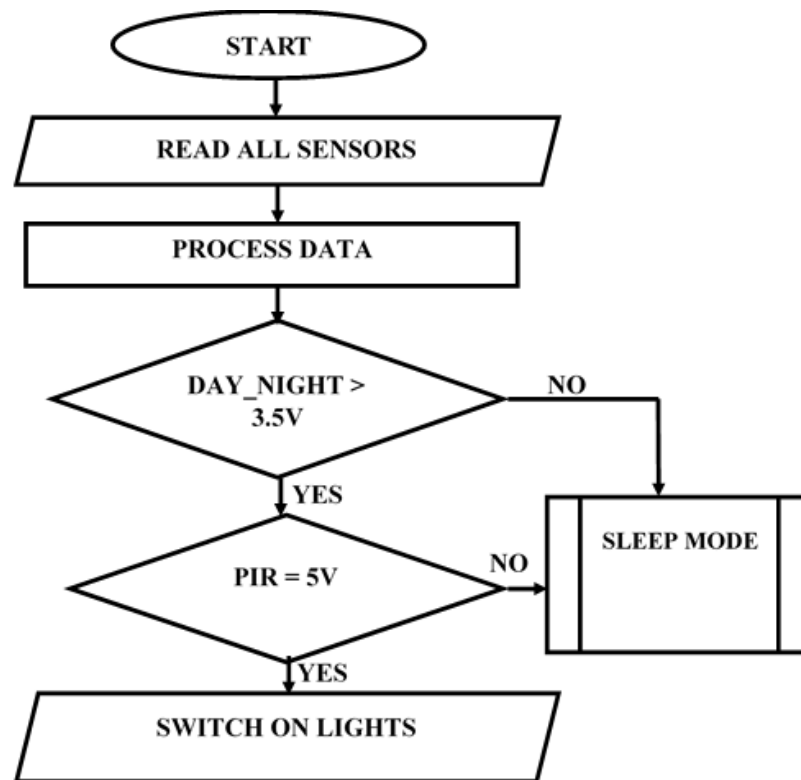 START
READ ALL SENSORS
PROCESS DATA
DAY_NIGHT >
3.5V
NO
YES
PIR = 5V
NO
SLEEP MODE
YES
SWITCH ON LIGHTS